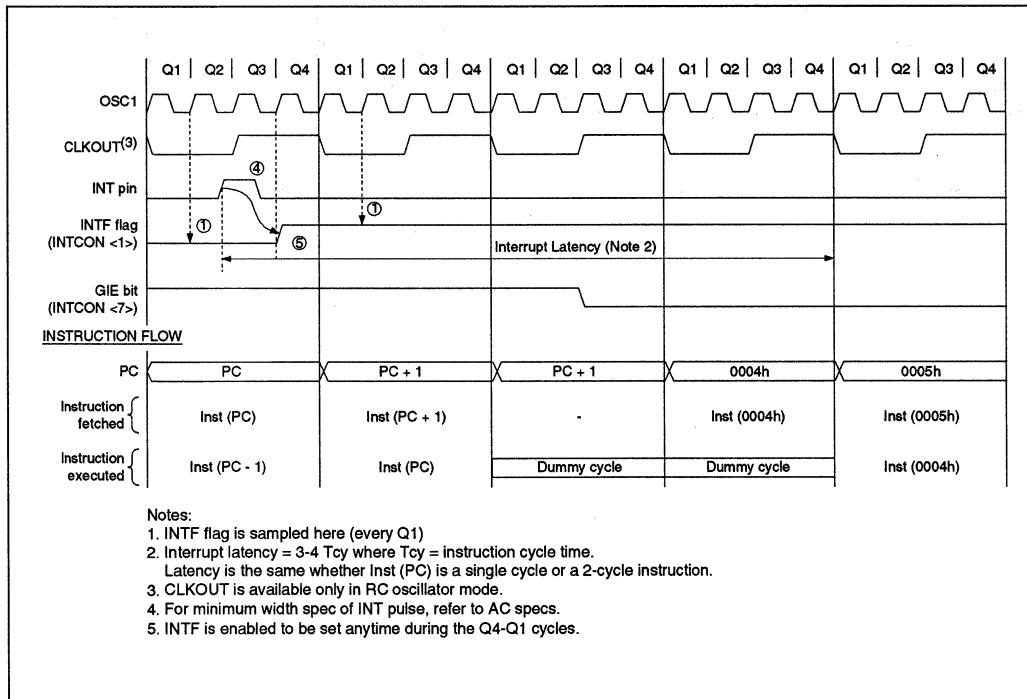 Q1 | Q2 | Q3 | Q4 | Q1 | Q2 | Q3 | Q4 | Q1 | Q2 | Q3 | Q4 | Q1 | Q2 | Q3 | Q4 | Q1 | Q2 | Q3 | Q4
OSC1
CLKOUT(3)
④
INT pin
① ①
INTF flag
(INTCON <1>)
⑤
Interrupt Latency (Note 2)
GIE bit
(INTCON <7>)
INSTRUCTION FLOW
PC PC PC + 1 PC + 1 0004h 0005h
Instruction
fetched
Inst (PC) Inst (PC + 1) - Inst (0004h) Inst (0005h)
Instruction
executed
Inst (PC - 1) Inst (PC) Dummy cycle Dummy cycle Inst (0004h)
Notes:
1. INTF flag is sampled here (every Q1)
2. Interrupt latency = 3-4 Tcy where Tcy = instruction cycle time.
Latency is the same whether Inst (PC) is a single cycle or a 2-cycle instruction.
3. CLKOUT is available only in RC oscillator mode.
4. For minimum width spec of INT pulse, refer to AC specs.
5. INTF is enabled to be set anytime during the Q4-Q1 cycles.